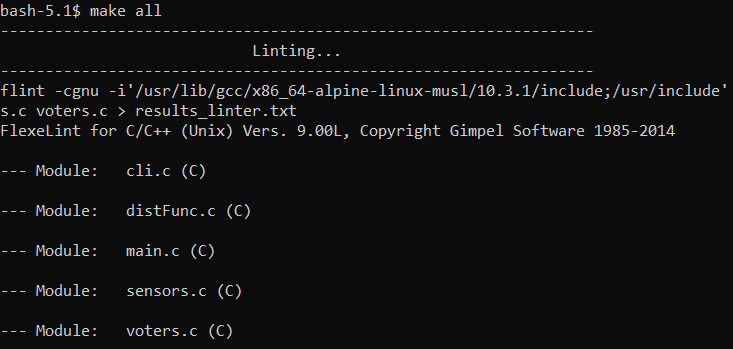 bash-5.1$ make all
------------------------------------------------------------------
Linting...
------------------------------------------------------------------
flint -cgnu -i'/usr/lib/gcc/x86_64-alpine-linux-musl/10.3.1/include;/usr/include'
s.c voters.c > results_linter.txt
FlexeLint for C/C++ (Unix) Vers. 9.00L, Copyright Gimpel Software 1985-2014
--- Module:   cli.c (C)
--- Module:   distFunc.c (C)
--- Module:   main.c (C)
--- Module:   sensors.c (C)
--- Module:   voters.c (C)